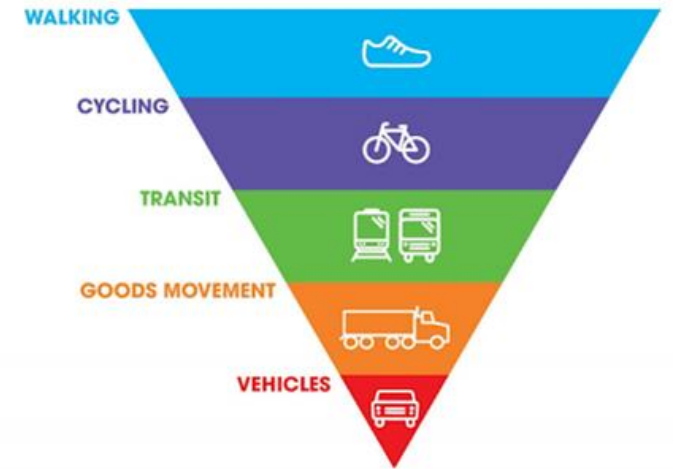 WALKING
CYCLING
TRANSIT
GOODS MOVEMENT
VEHICLES